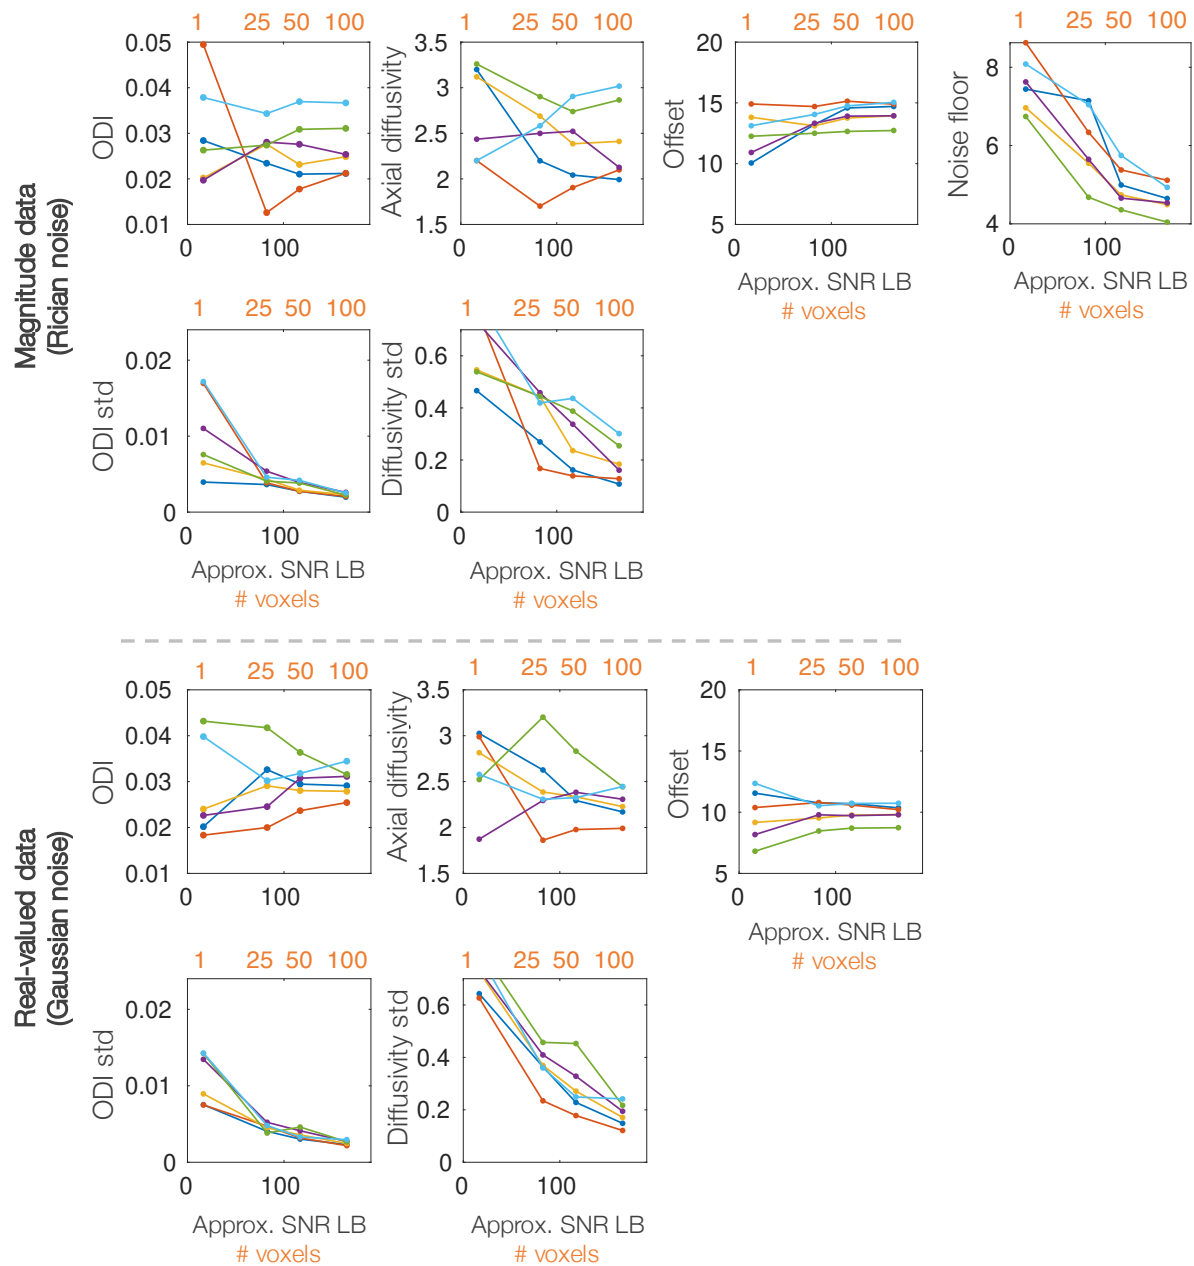 Magnitude data
(Rician noise)
1 25 50 100
ODI
0.05
0.04
0.03
0.02
0.01
0 100
1 25 50 100
Axial diffusivity
3.5
3
2.5
2
1.5
0 100
1 25 50 100
Offset
20
15
10
5
0 100
Approx. SNR LB
# voxels
1 25 50 100
Noise floor
8
6
4
0 100
Approx. SNR LB
# voxels
1 25 50 100
ODI std
0.02
0.01
0
0 100
Approx. SNR LB
# voxels
1 25 50 100
Diffusivity std
0.6
0.4
0.2
0
0 100
Approx. SNR LB
# voxels
Real-valued data
(Gaussian noise)
1 25 50 100
ODI
0.05
0.04
0.03
0.02
0.01
0 100
1 25 50 100
Axial diffusivity
3.5
3
2.5
2
1.5
0 100
1 25 50 100
Offset
20
15
10
5
0 100
Approx. SNR LB
# voxels
1 25 50 100
ODI std
0.02
0.01
0
0 100
Approx. SNR LB
# voxels
1 25 50 100
Diffusivity std
0.6
0.4
0.2
0
0 100
Approx. SNR LB
# voxels